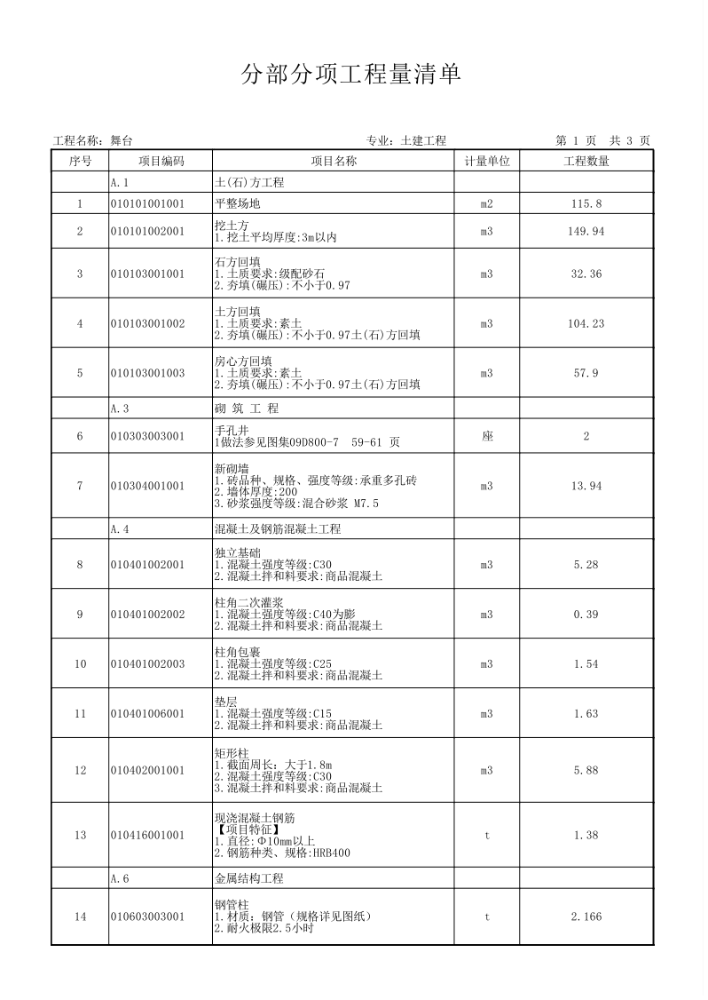 分部分项工程量清单
工程名称：舞台 专业：土建工程 第 1 页 共 3 页
序号 项目编码 项目名称 计量单位 工程数量
A.1 土(石)方工程
1 010101001001 平整场地 m2 115.8
2 010101002001 挖土方 m3 149.94
1.挖土平均厚度:3m以内
3 010103001001 石方回填 m3 32.36
1.土质要求:级配砂石
2.夯填(碾压):不小于0.97
4 010103001002 土方回填 m3 104.23
1.土质要求:素土
2.夯填(碾压):不小于0.97土(石)方回填
5 010103001003 房心方回填 m3 57.9
1.土质要求:素土
2.夯填(碾压):不小于0.97土(石)方回填
A.3 砌 筑 工 程
6 010303003001 手孔井 座 2
1做法参见图集09D800-7 59-61 页
7 010304001001 新砌墙 m3 13.94
1.砖品种、规格、强度等级:承重多孔砖
2.墙体厚度:200
3.砂浆强度等级:混合砂浆 M7.5
A.4 混凝土及钢筋混凝土工程
8 010401002001 独立基础 m3 5.28
1.混凝土强度等级:C30
2.混凝土拌和料要求:商品混凝土
9 010401002002 柱角二次灌浆 m3 0.39
1.混凝土强度等级:C40为膨
2.混凝土拌和料要求:商品混凝土
10 010401002003 柱角包裹 m3 1.54
1.混凝土强度等级:C25
2.混凝土拌和料要求:商品混凝土
11 010401006001 垫层 m3 1.63
1.混凝土强度等级:C15
2.混凝土拌和料要求:商品混凝土
12 010402001001 矩形柱 m3 5.88
1.截面周长：大于1.8m
2.混凝土强度等级:C30
3.混凝土拌和料要求:商品混凝土
13 010416001001 现浇混凝土钢筋 t 1.38
【项目特征】
1.直径:Φ10mm以上
2.钢筋种类、规格:HRB400
A.6 金属结构工程
14 010603003001 钢管柱 t 2.166
1.材质：钢管（规格详见图纸）
2.耐火极限2.5小时